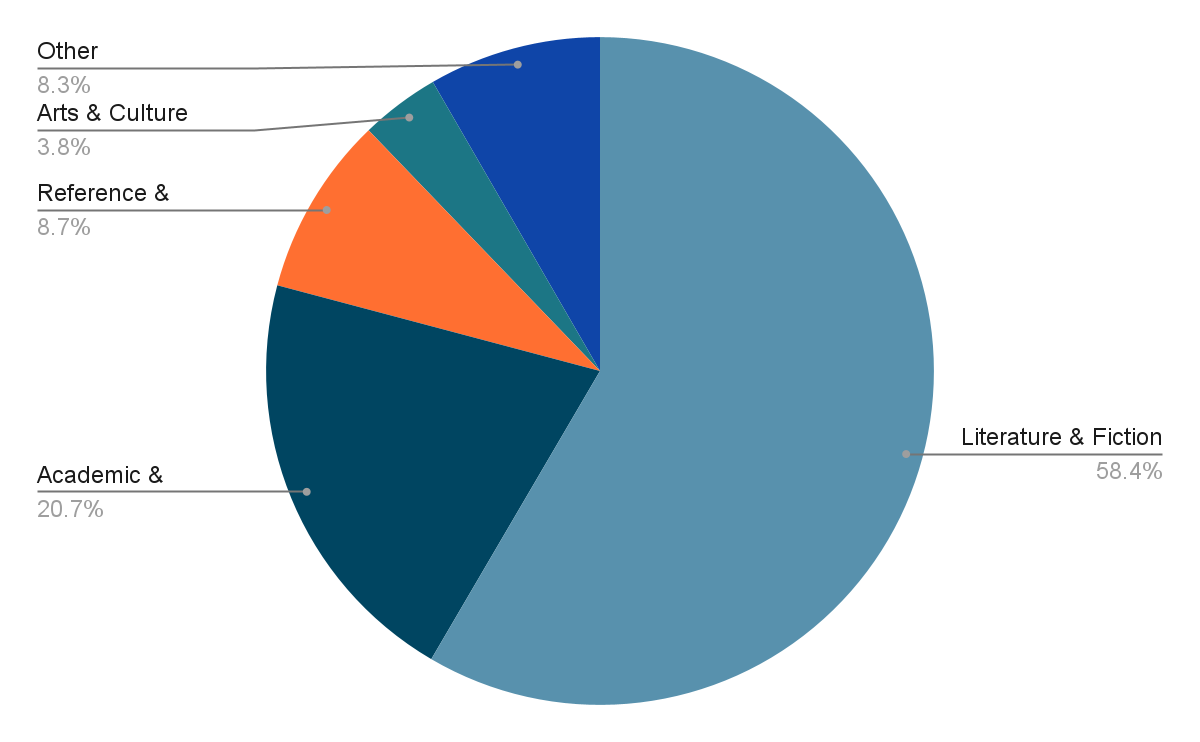 Other
8.3%
Arts & Culture
3.8%
Reference &
8.7%
Academic &
20.7%
Literature & Fiction
58.4%